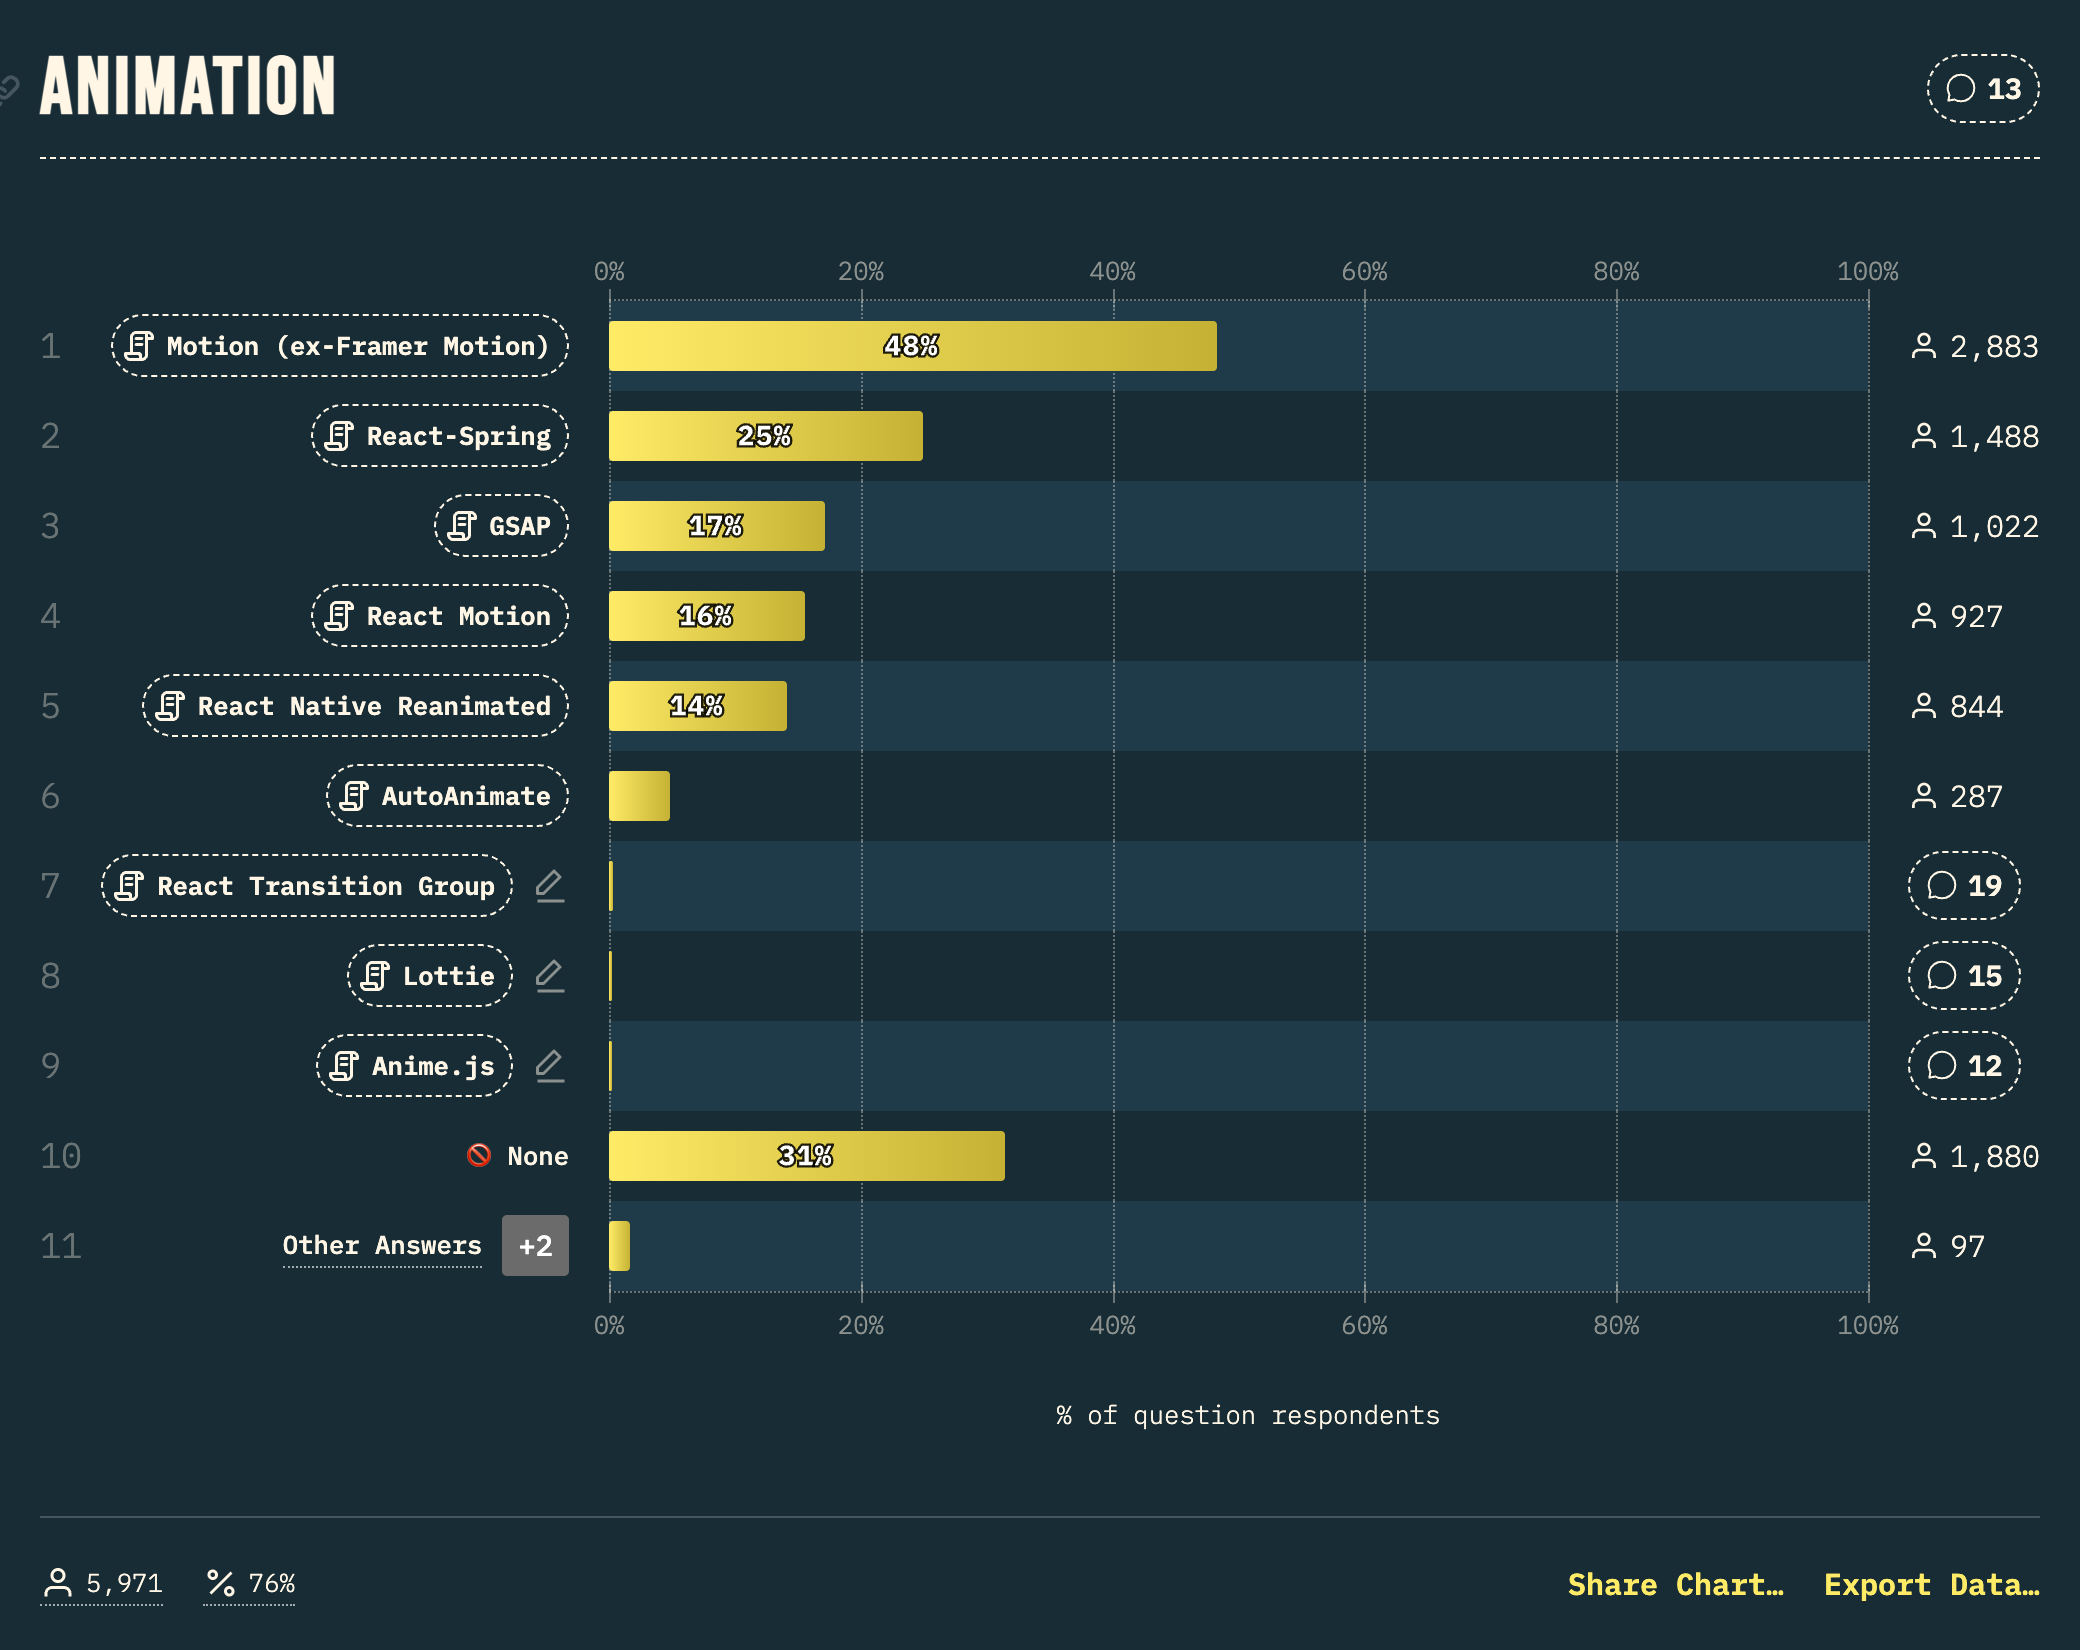 ANIMATION
13
0% 20% 40% 60% 80% 100%
1 Motion (ex-Framer Motion) 48% 2,883
2 React-Spring 25% 1,488
3 GSAP 17% 1,022
4 React Motion 16% 927
5 React Native Reanimated 14% 844
6 AutoAnimate 287
7 React Transition Group 19
8 Lottie 15
9 Anime.js 12
10 None 31% 1,880
11 Other Answers +2 97
0% 20% 40% 60% 80% 100%
% of question respondents
5,971 % 76% Share Chart… Export Data…